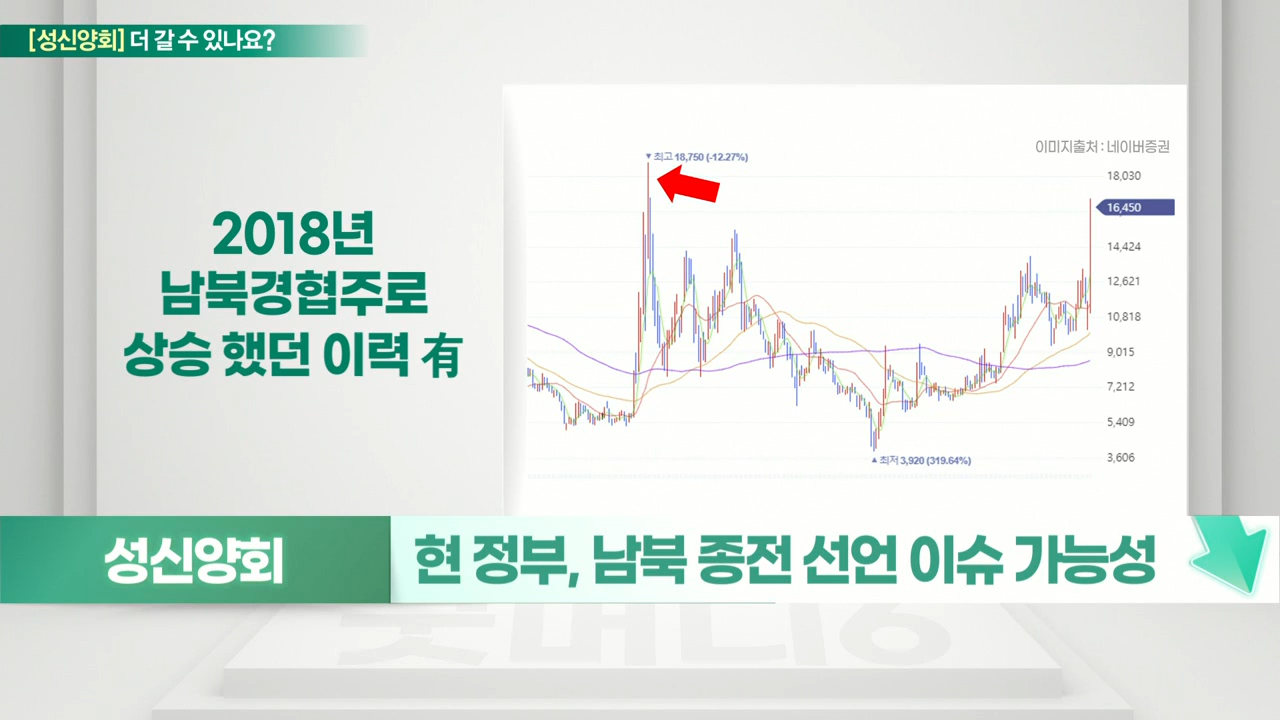 [성신양회] 더 갈 수 있나요?
이미지출처 : 네이버증권
▼최고 18,750 (-12.27%)
18,030
16,450
14,424
12,621
10,818
9,015
7,212
5,409
3,606
▲최저 3,920 (319.64%)
2018년
남북경협주로
상승 했던 이력 有
성신양회
현 정부, 남북 종전 선언 이슈 가능성
굿머니6